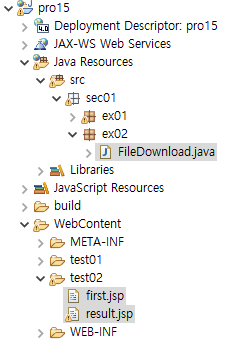 pro15
Deployment Descriptor: pro15
JAX-WS Web Services
Java Resources
src
sec01
ex01
ex02
FileDownload.java
Libraries
JavaScript Resources
build
WebContent
META-INF
test01
test02
first.jsp
result.jsp
WEB-INF